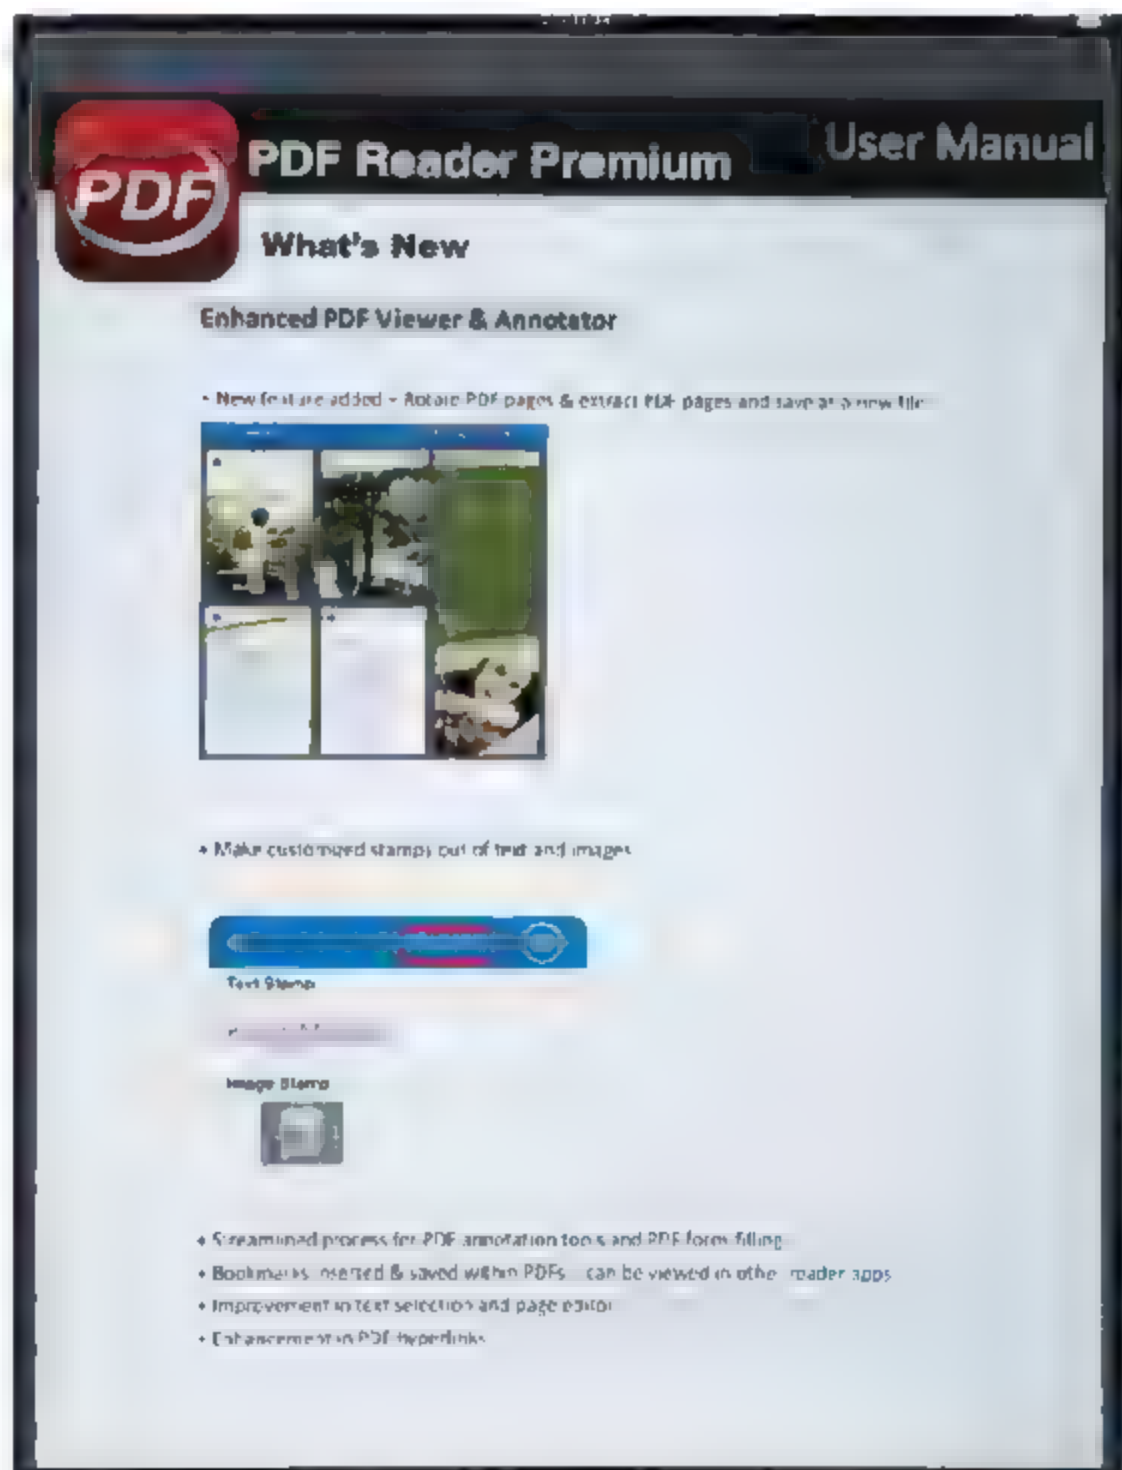 User Manual
PDF Reader Premium
PDF
What's New
Enhanced PDF Viewer & Annotator
• New feature added - Rotate PDF pages & extract PDF pages and save as a new file
• Make customized stamps out of text and images
Text Stamp
Image Stamp
• Streamlined process for PDF annotation tools and PDF form filling
• Bookmarks inserted & saved within PDFs can be viewed in other reader apps
• Improvement in text selection and page editor
• Enhancement in PDF hyperlinks